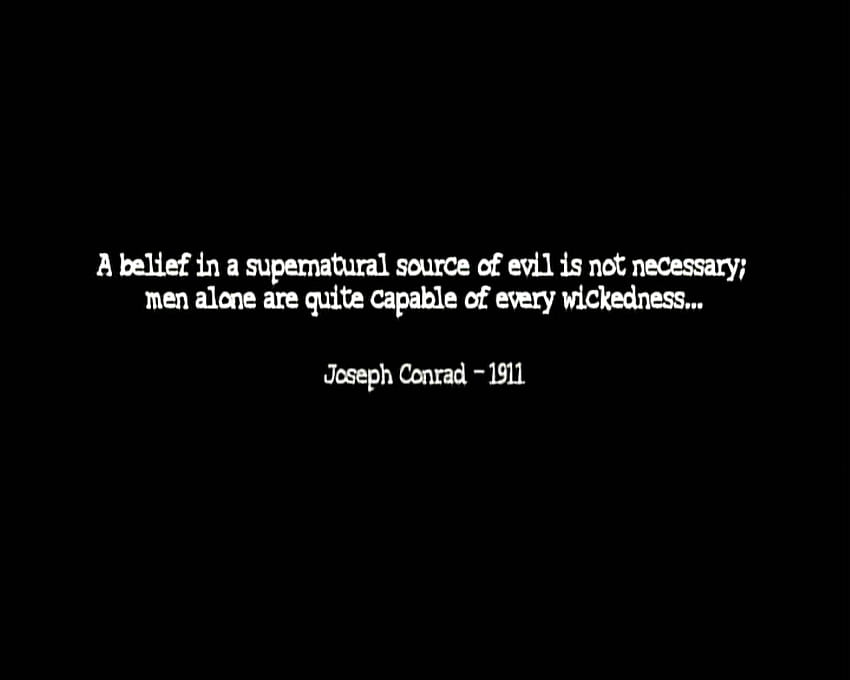 A belief in a supernatural source of evil is not necessary;
men alone are quite capable of every wickedness...
Joseph Conrad - 1911